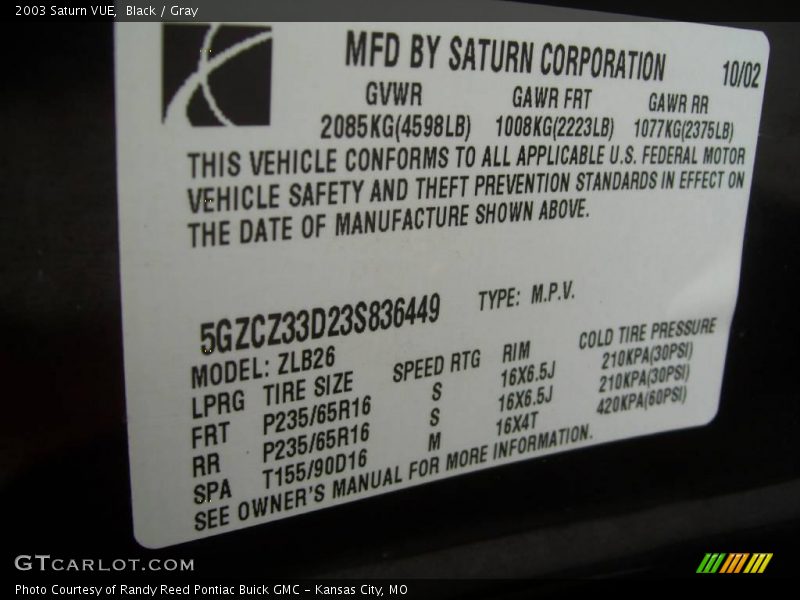 2003 Saturn VUE, Black / Gray
MFD BY SATURN CORPORATION 10/02
GVWR GAWR FRT GAWR RR
2085KG(4598LB) 1008KG(2223LB) 1077KG(2375LB)
THIS VEHICLE CONFORMS TO ALL APPLICABLE U.S. FEDERAL MOTOR
VEHICLE SAFETY AND THEFT PREVENTION STANDARDS IN EFFECT ON
THE DATE OF MANUFACTURE SHOWN ABOVE.
5GZCZ33D23S836449 TYPE: M.P.V.
MODEL: ZLB26
LPRG TIRE SIZE SPEED RTG RIM COLD TIRE PRESSURE
FRT P235/65R16 S 16X6.5J 210KPA(30PSI)
RR P235/65R16 S 16X6.5J 210KPA(30PSI)
SPA T155/90D16 M 16X4T 420KPA(60PSI)
SEE OWNER'S MANUAL FOR MORE INFORMATION.
GTCARLOT.COM
Photo Courtesy of Randy Reed Pontiac Buick GMC - Kansas City, MO